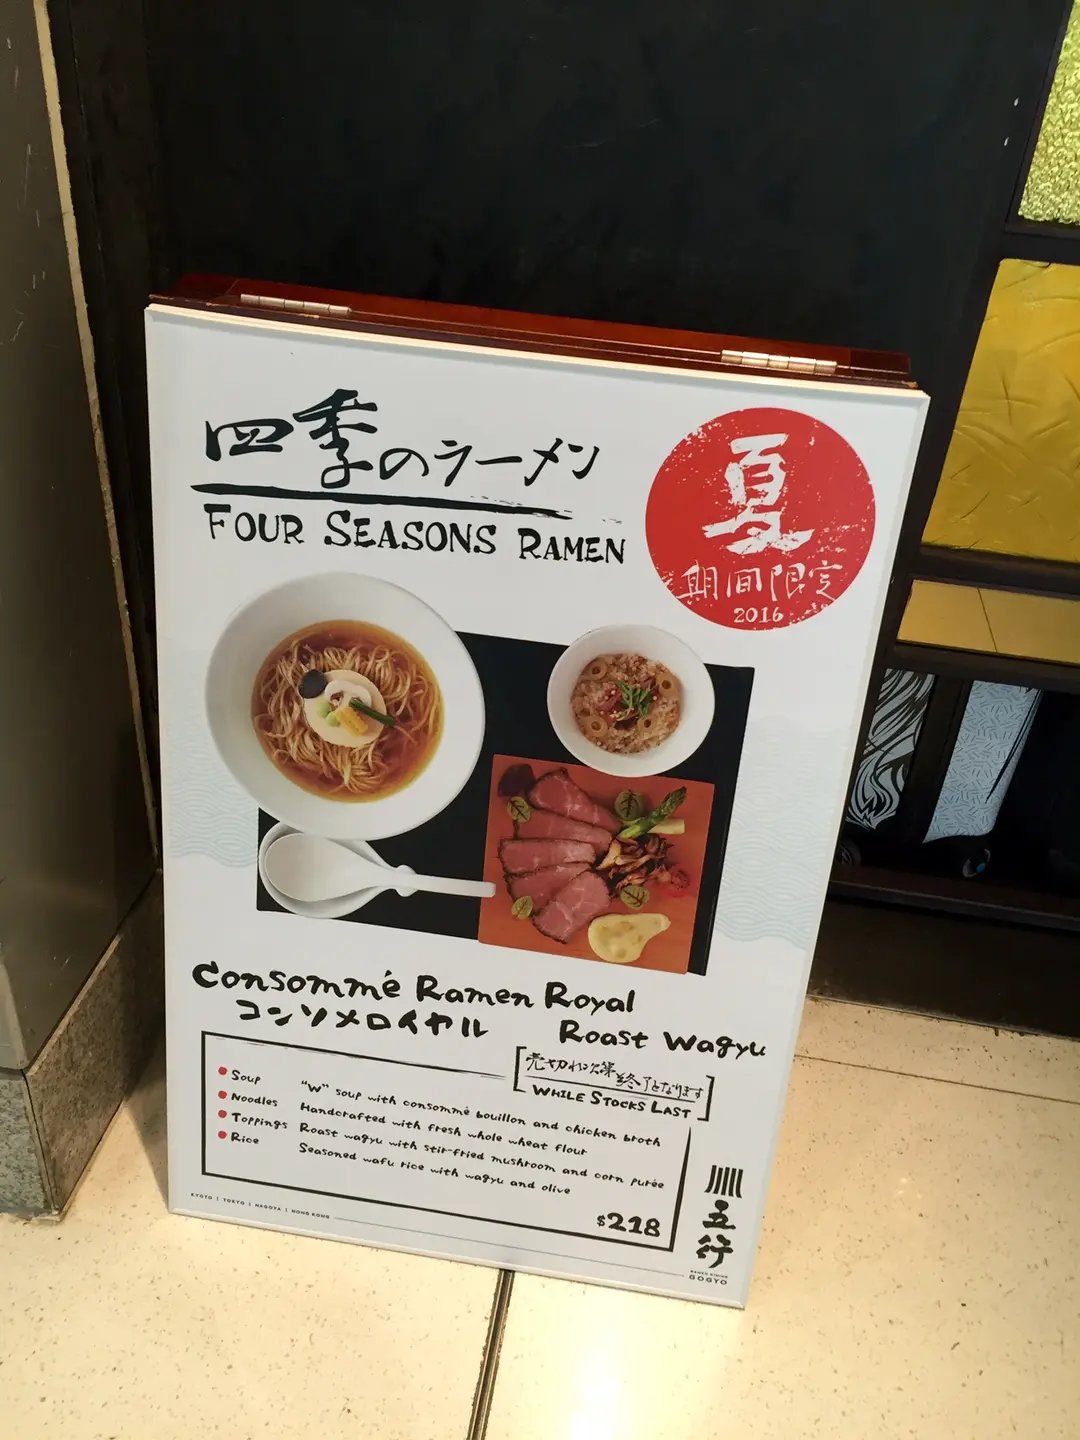 四季のラーメン
FOUR SEASONS RAMEN
夏
期間限定
2016
Consommé Ramen Royal
コンソメロイヤル
Roast Wagyu
売切れ次第終了となります
WHILE STOCKS LAST
Soup "W" soup with consommé bouillon and chicken broth
Noodles Handcrafted with fresh whole wheat flour
Toppings Roast wagyu with stir-fried mushroom and corn purée
Rice Seasoned wafu rice with wagyu and olive
$218
KYOTO | TOKYO | NAGOYA | HONG KONG
五行
RAMEN DINING
GOGYO